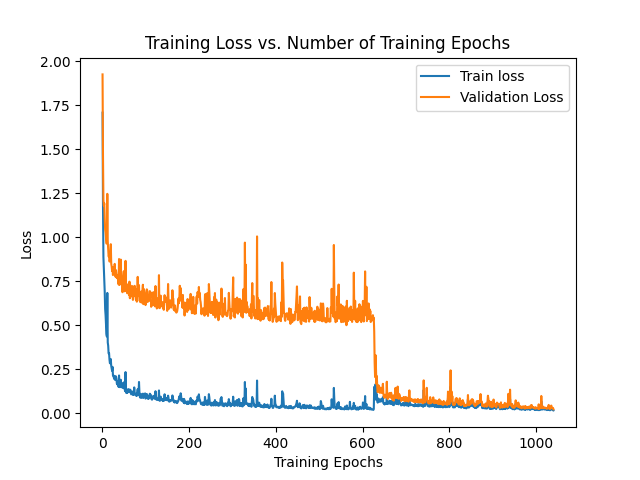 Training Loss vs. Number of Training Epochs
Train loss
Validation Loss
2.00
1.75
1.50
1.25
1.00
0.75
0.50
0.25
0.00
Loss
0 200 400 600 800 1000
Training Epochs